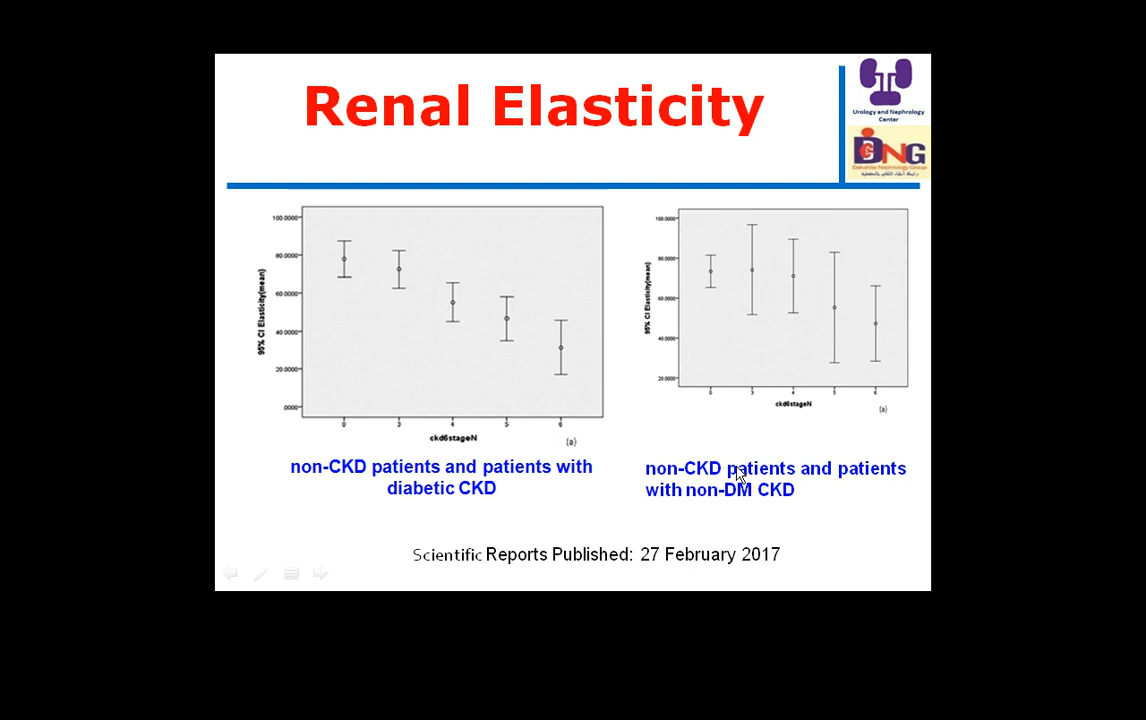 Renal Elasticity
Urology and Nephrology
Center
DNG
Dakahlia Nephrology Group
100.0000
80.0000
60.0000
40.0000
20.0000
.0000
95% CI Elasticity(mean)
0 3 4 5 6
ckd6stageN
(a)
100.0000
80.0000
60.0000
40.0000
20.0000
95% CI Elasticity(mean)
0 3 4 5 6
ckd6stageN
(a)
non-CKD patients and patients with
diabetic CKD
non-CKD patients and patients
with non-DM CKD
Scientific Reports Published: 27 February 2017